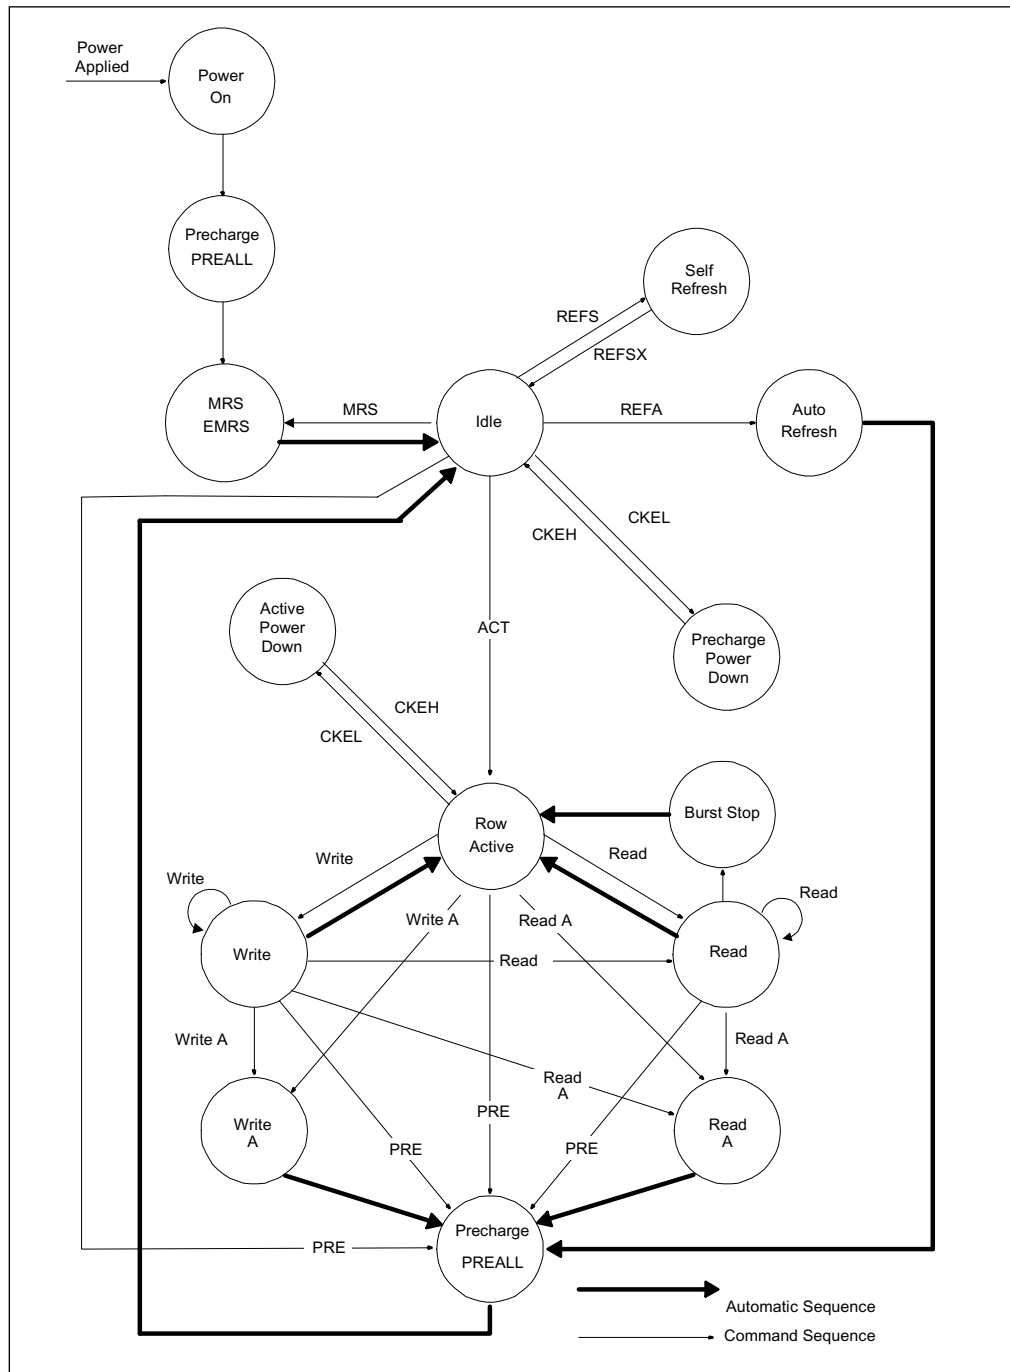 Power
Applied
Power
On
Precharge
PREALL
Self
Refresh
REFS
REFSX
MRS
EMRS
MRS
Idle
REFA
Auto
Refresh
CKEL
CKEH
Active
Power
Down
ACT
Precharge
Power
Down
CKEH
CKEL
Burst Stop
Row
Active
Write
Read
Write
Write A
Read A
Read
Write
Read
Read
Write A
Read A
Read
A
Write
A
PRE
Read
A
PRE
PRE
Precharge
PREALL
PRE
Automatic Sequence
Command Sequence